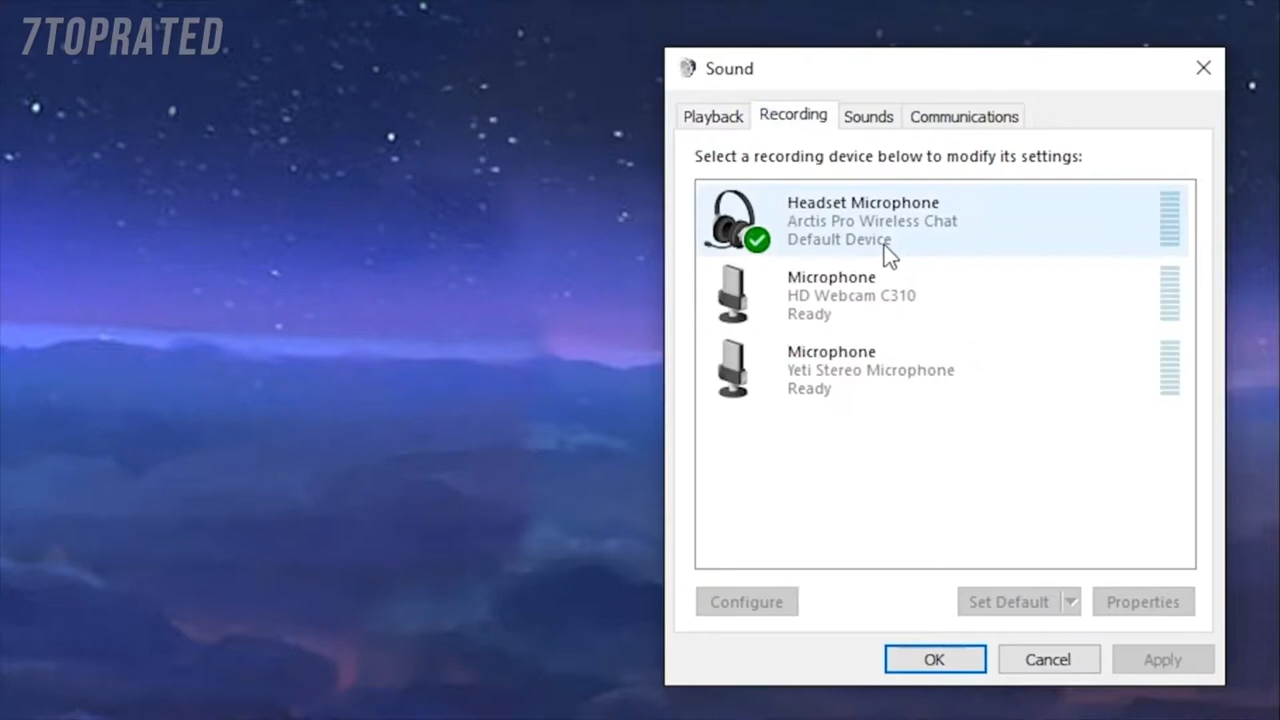 7TOPRATED
Sound
Playback Recording Sounds Communications
Select a recording device below to modify its settings:
Headset Microphone
Arctis Pro Wireless Chat
Default Device
Microphone
HD Webcam C310
Ready
Microphone
Yeti Stereo Microphone
Ready
Configure Set Default Properties
OK Cancel Apply